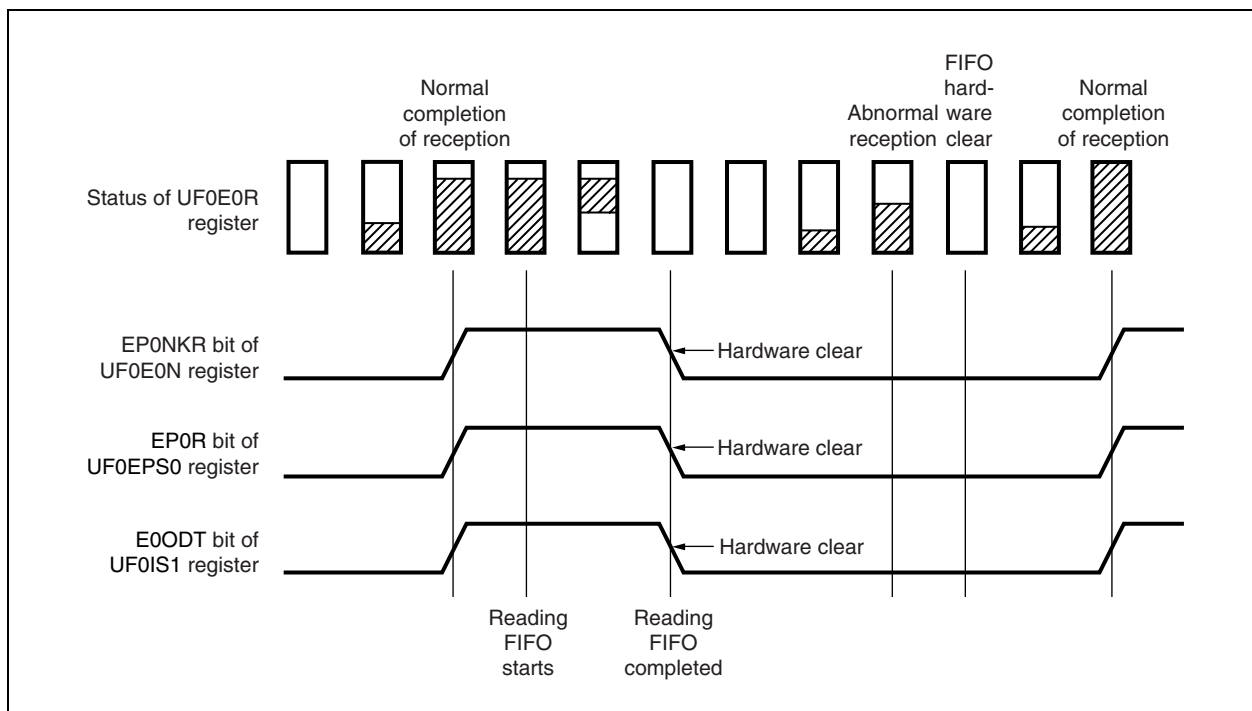 Normal
completion
of reception
Abnormal
reception
FIFO
hard-
ware
clear
Normal
completion
of reception
Status of UF0E0R
register
EP0NKR bit of
UF0E0N register
Hardware clear
EP0R bit of
UF0EPS0 register
Hardware clear
E0ODT bit of
UF0IS1 register
Hardware clear
Reading
FIFO
starts
Reading
FIFO
completed